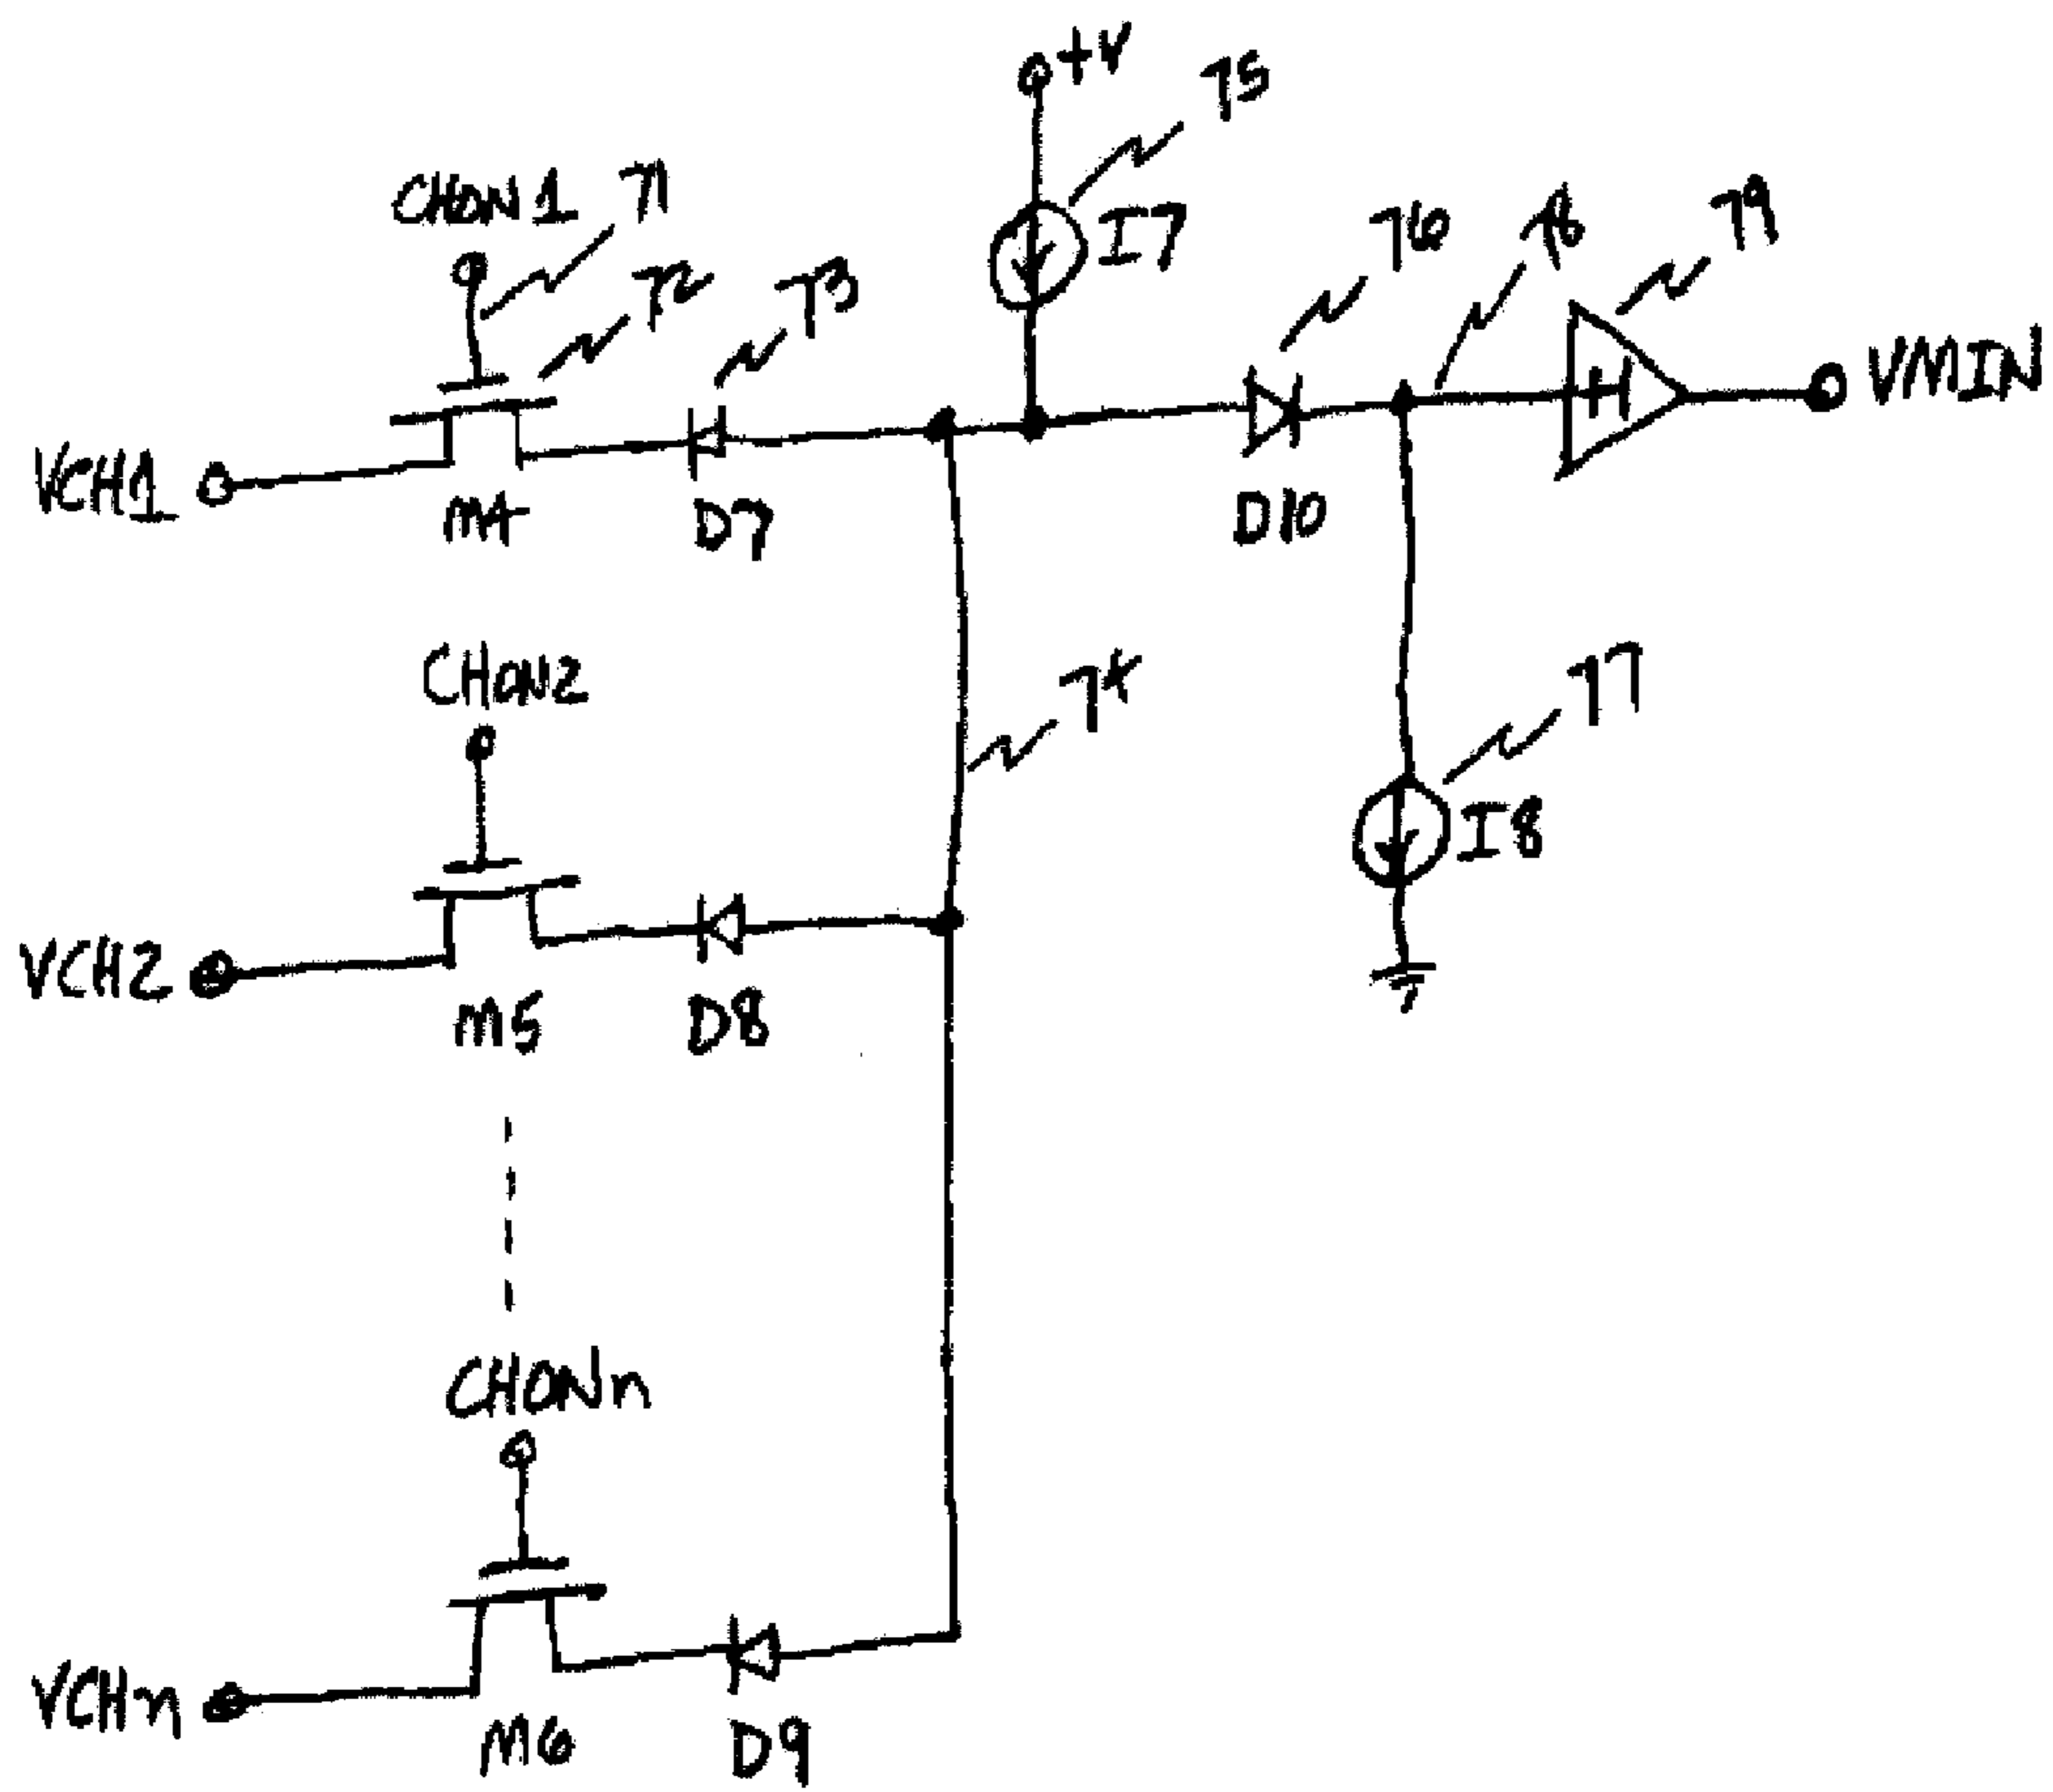 +V
75
CHON1
71
72
73
I7
76
78
79
VCH1
M4
D7
D10
+1
VMIN
CHON2
74
77
I8
VCH2
M5
D8
CHONn
VCHn
M6
D9